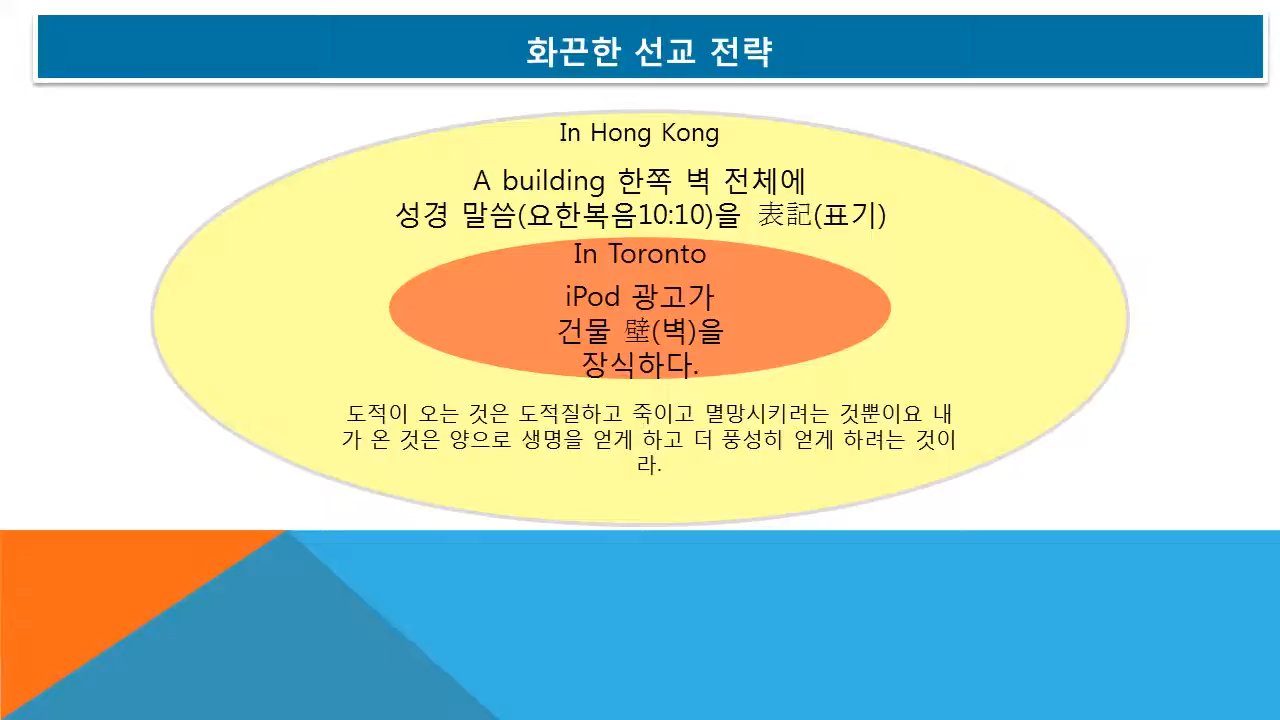 화끈한 선교 전략
In Hong Kong
A building 한쪽 벽 전체에
성경 말씀(요한복음10:10)을 表記(표기)
In Toronto
iPod 광고가
건물 壁(벽)을
장식하다.
도적이 오는 것은 도적질하고 죽이고 멸망시키려는 것뿐이요 내
가 온 것은 양으로 생명을 얻게 하고 더 풍성히 얻게 하려는 것이
라.